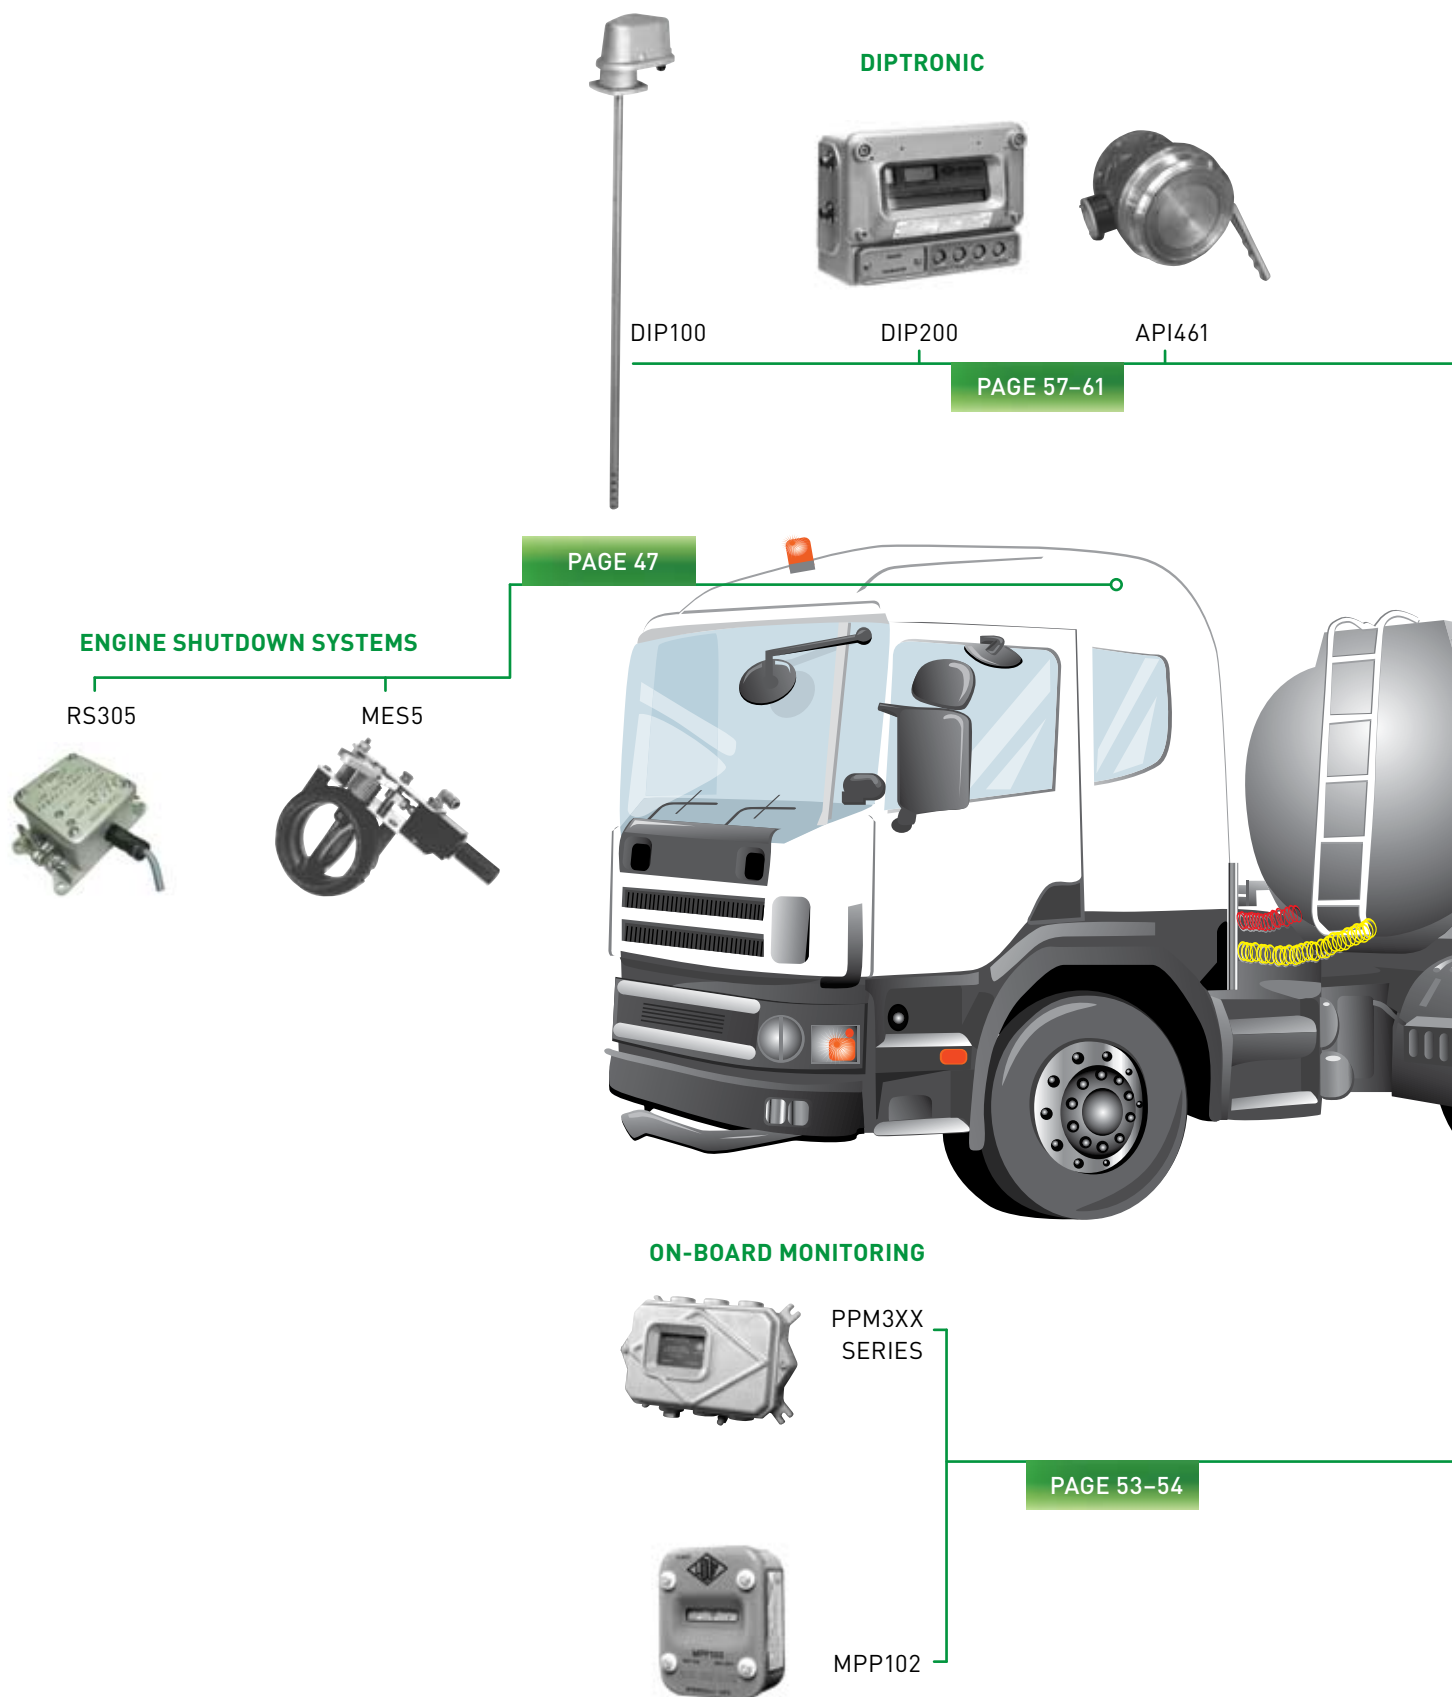 DIPTRONIC
DIP100
DIP200
API461
PAGE 57–61
PAGE 47
ENGINE SHUTDOWN SYSTEMS
RS305
MES5
ON-BOARD MONITORING
PPM3XX
SERIES
PAGE 53–54
MPP102